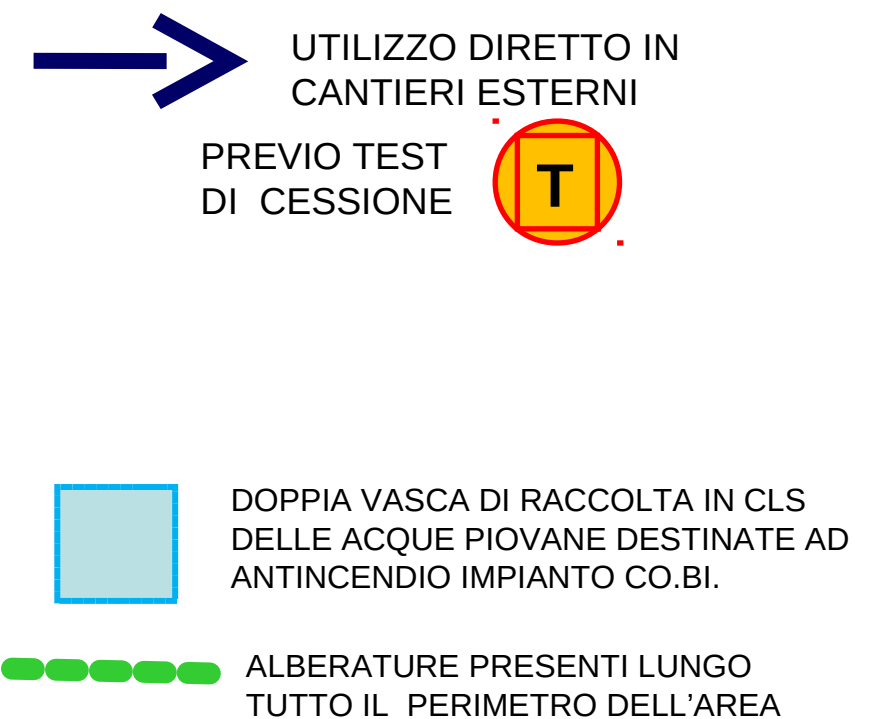 UTILIZZO DIRETTO IN
CANTIERI ESTERNI
PREVIO TEST
DI  CESSIONE
T
DOPPIA VASCA DI RACCOLTA IN CLS
DELLE ACQUE PIOVANE DESTINATE AD
ANTINCENDIO IMPIANTO CO.BI.
ALBERATURE PRESENTI LUNGO
TUTTO IL  PERIMETRO DELL’AREA